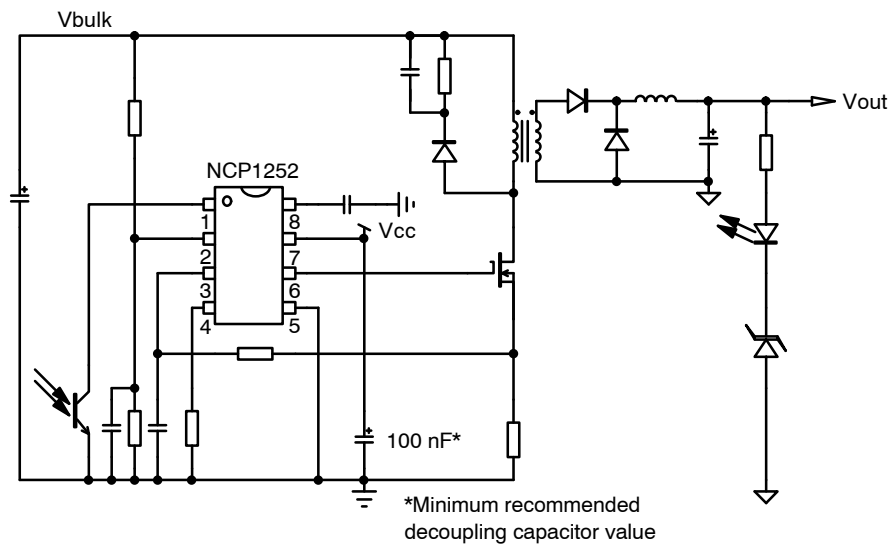 Vbulk
Vout
NCP1252
1
8
Vcc
2
7
3
6
4
5
100 nF*
*Minimum recommended
decoupling capacitor value